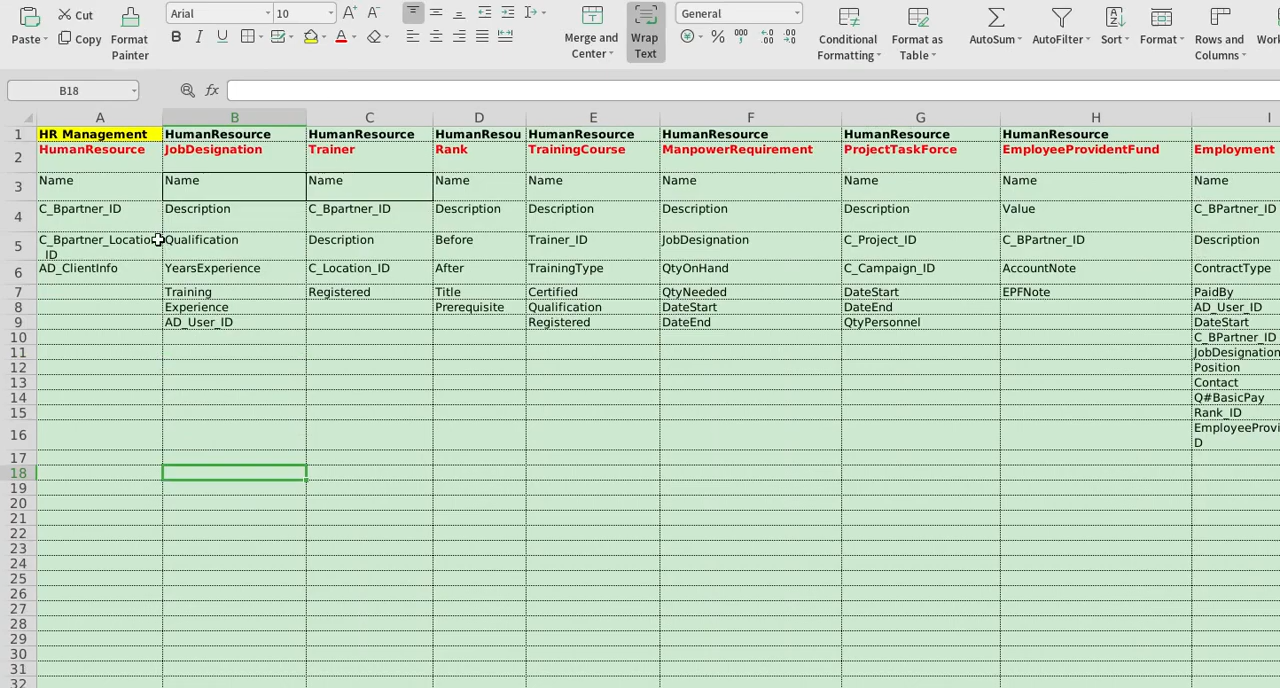 Cut
Arial
10
General
Paste
Copy
Format
Painter
B I U
A
Merge and
Center
Wrap
Text
%
000
Conditional
Formatting
Format as
Table
AutoSum
AutoFilter
Sort
Format
Rows and
Columns
B18
fx
A B C D E F G H I
1 HR Management HumanResource HumanResource HumanResou HumanResource HumanResource HumanResource HumanResource
2 HumanResource JobDesignation Trainer Rank TrainingCourse ManpowerRequirement ProjectTaskForce EmployeeProvidentFund Employment
3 Name Name Name Name Name Name Name Name Name
4 C_Bpartner_ID Description C_Bpartner_ID Description Description Description Description Value C_BPartner_ID
5 C_Bpartner_Location Qualification Description Before Trainer_ID JobDesignation C_Project_ID C_BPartner_ID Description
_ID
6 AD_ClientInfo YearsExperience C_Location_ID After TrainingType QtyOnHand C_Campaign_ID AccountNote ContractType
7 Training Registered Title Certified QtyNeeded DateStart EPFNote PaidBy
8 Experience Prerequisite Qualification DateStart DateEnd AD_User_ID
9 AD_User_ID Registered DateEnd QtyPersonnel DateStart
10 C_BPartner_ID
11 JobDesignation
12 Position
13 Contact
14 Q#BasicPay
15 Rank_ID
16 EmployeeProvi
D
17
18
19
20
21
22
23
24
25
26
27
28
29
30
31
32